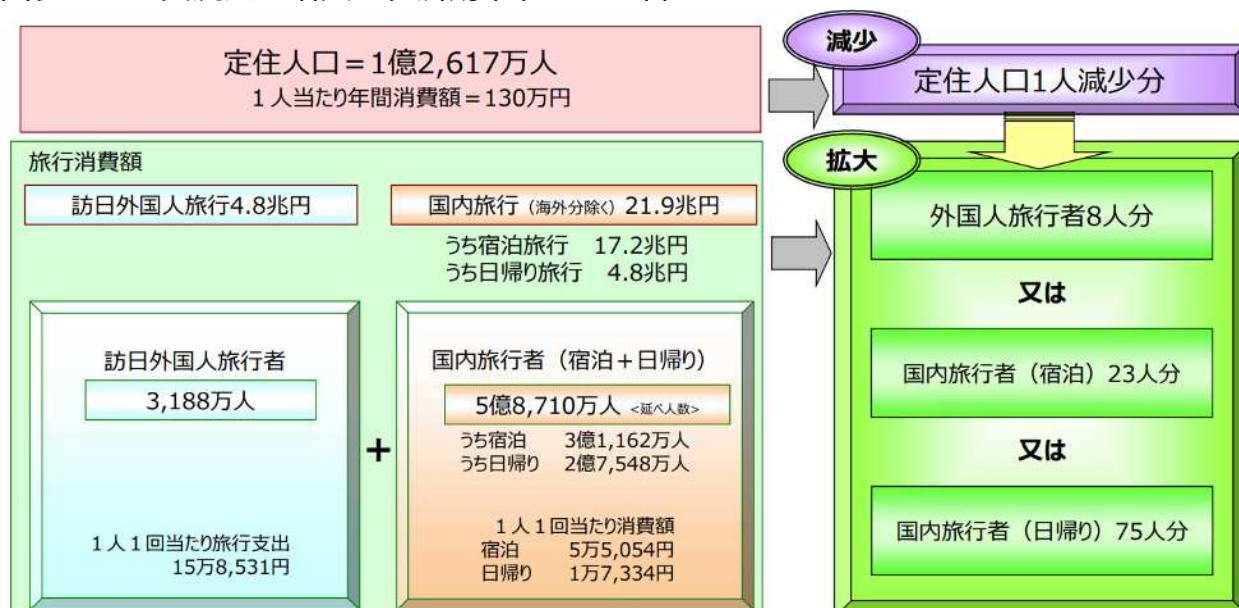 定住人口＝1億2,617万人
1人当たり年間消費額＝130万円
減少
定住人口1人減少分
旅行消費額
訪日外国人旅行4.8兆円
国内旅行（海外分除く）21.9兆円
うち宿泊旅行　17.2兆円
うち日帰り旅行　4.8兆円
訪日外国人旅行者
3,188万人
1人1回当たり旅行支出
15万8,531円
＋
国内旅行者（宿泊＋日帰り）
5億8,710万人 <延べ人数>
うち宿泊　3億1,162万人
うち日帰り　2億7,548万人
1人1回当たり消費額
宿泊　5万5,054円
日帰り　1万7,334円
拡大
外国人旅行者8人分
又は
国内旅行者（宿泊）23人分
又は
国内旅行者（日帰り）75人分